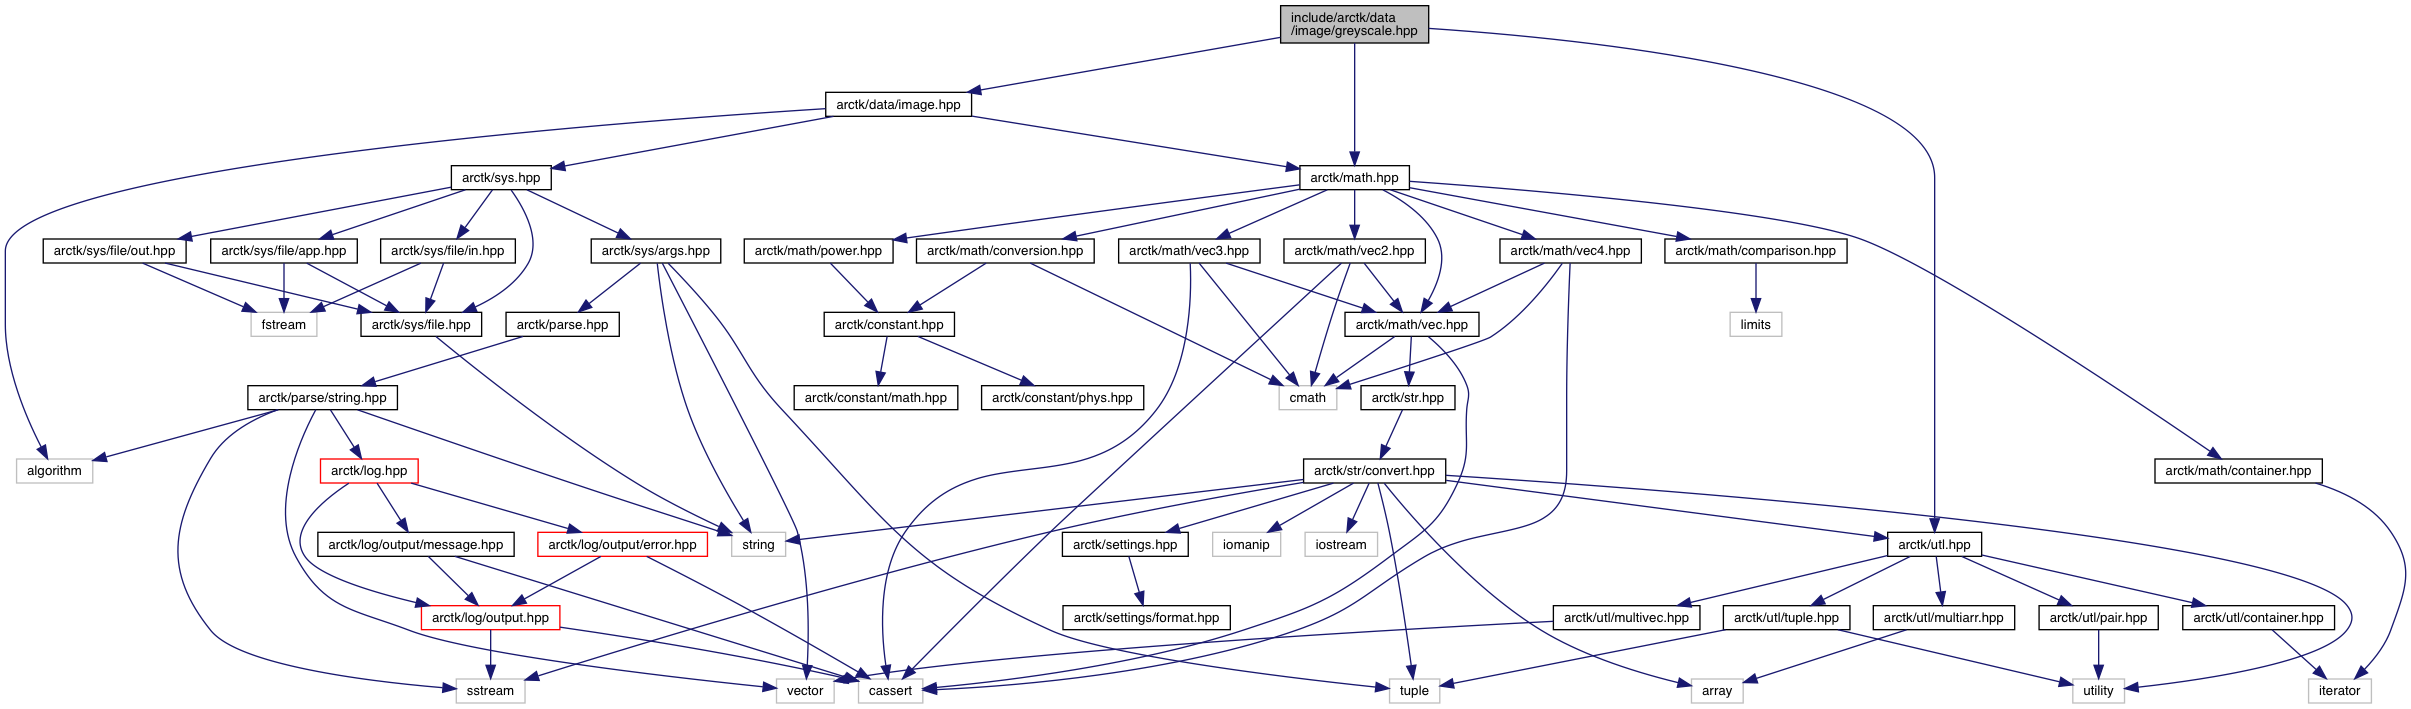 include/arctk/data
/image/greyscale.hpp
arctk/data/image.hpp
arctk/sys.hpp
arctk/math.hpp
arctk/sys/file/out.hpp
arctk/sys/file/app.hpp
arctk/sys/file/in.hpp
arctk/sys/args.hpp
arctk/math/power.hpp
arctk/math/conversion.hpp
arctk/math/vec3.hpp
arctk/math/vec2.hpp
arctk/math/vec4.hpp
arctk/math/comparison.hpp
fstream
arctk/sys/file.hpp
arctk/parse.hpp
arctk/constant.hpp
arctk/math/vec.hpp
limits
arctk/parse/string.hpp
arctk/constant/math.hpp
arctk/constant/phys.hpp
cmath
arctk/str.hpp
algorithm
arctk/log.hpp
arctk/str/convert.hpp
arctk/math/container.hpp
arctk/log/output/message.hpp
arctk/log/output/error.hpp
string
arctk/settings.hpp
iomanip
iostream
arctk/utl.hpp
arctk/log/output.hpp
arctk/settings/format.hpp
arctk/utl/multivec.hpp
arctk/utl/tuple.hpp
arctk/utl/multiarr.hpp
arctk/utl/pair.hpp
arctk/utl/container.hpp
sstream
vector
cassert
tuple
array
utility
iterator